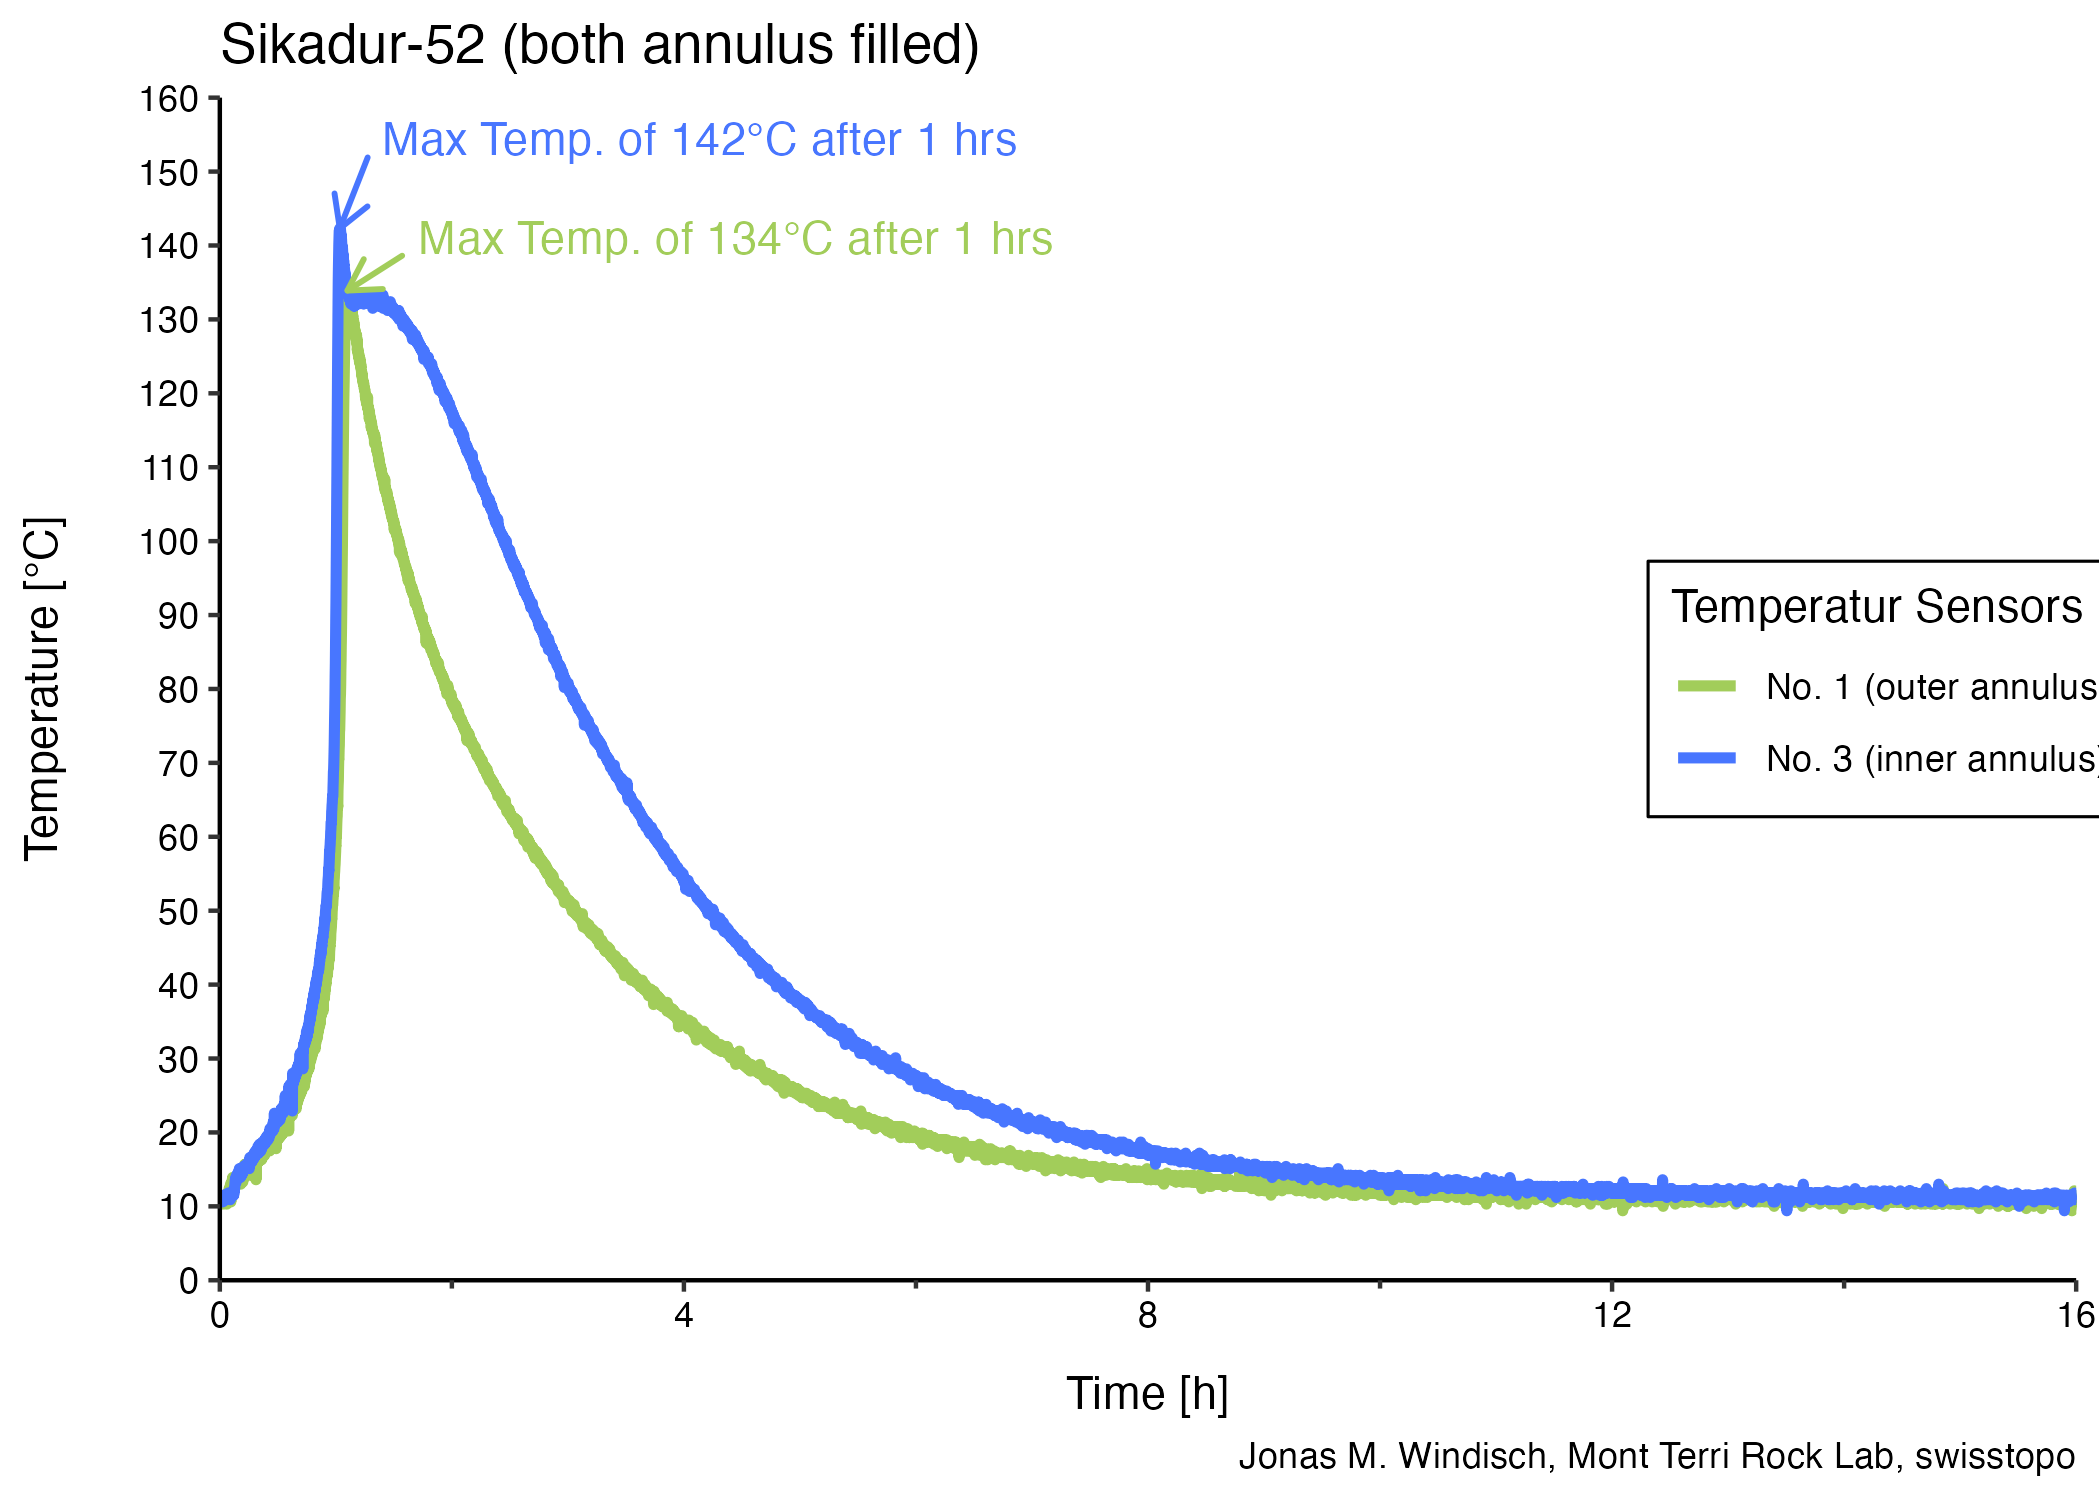 Sikadur-52 (both annulus filled)
160
Max Temp. of 142°C after 1 hrs
150
Max Temp. of 134°C after 1 hrs
140
130
120
110
100
90
80
70
60
50
40
30
20
10
0
Temperature [°C]
Temperatur Sensors
No. 1 (outer annulus
No. 3 (inner annulus)
0 4 8 12 16
Time [h]
Jonas M. Windisch, Mont Terri Rock Lab, swisstopo